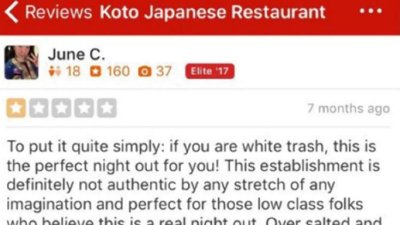 Reviews Koto Japanese Restaurant
June C.
18 160 37 Elite '17
7 months ago
To put it quite simply: if you are white trash, this is
the perfect night out for you! This establishment is
definitely not authentic by any stretch of any
imagination and perfect for those low class folks
who believe this is a real night out. Over salted and